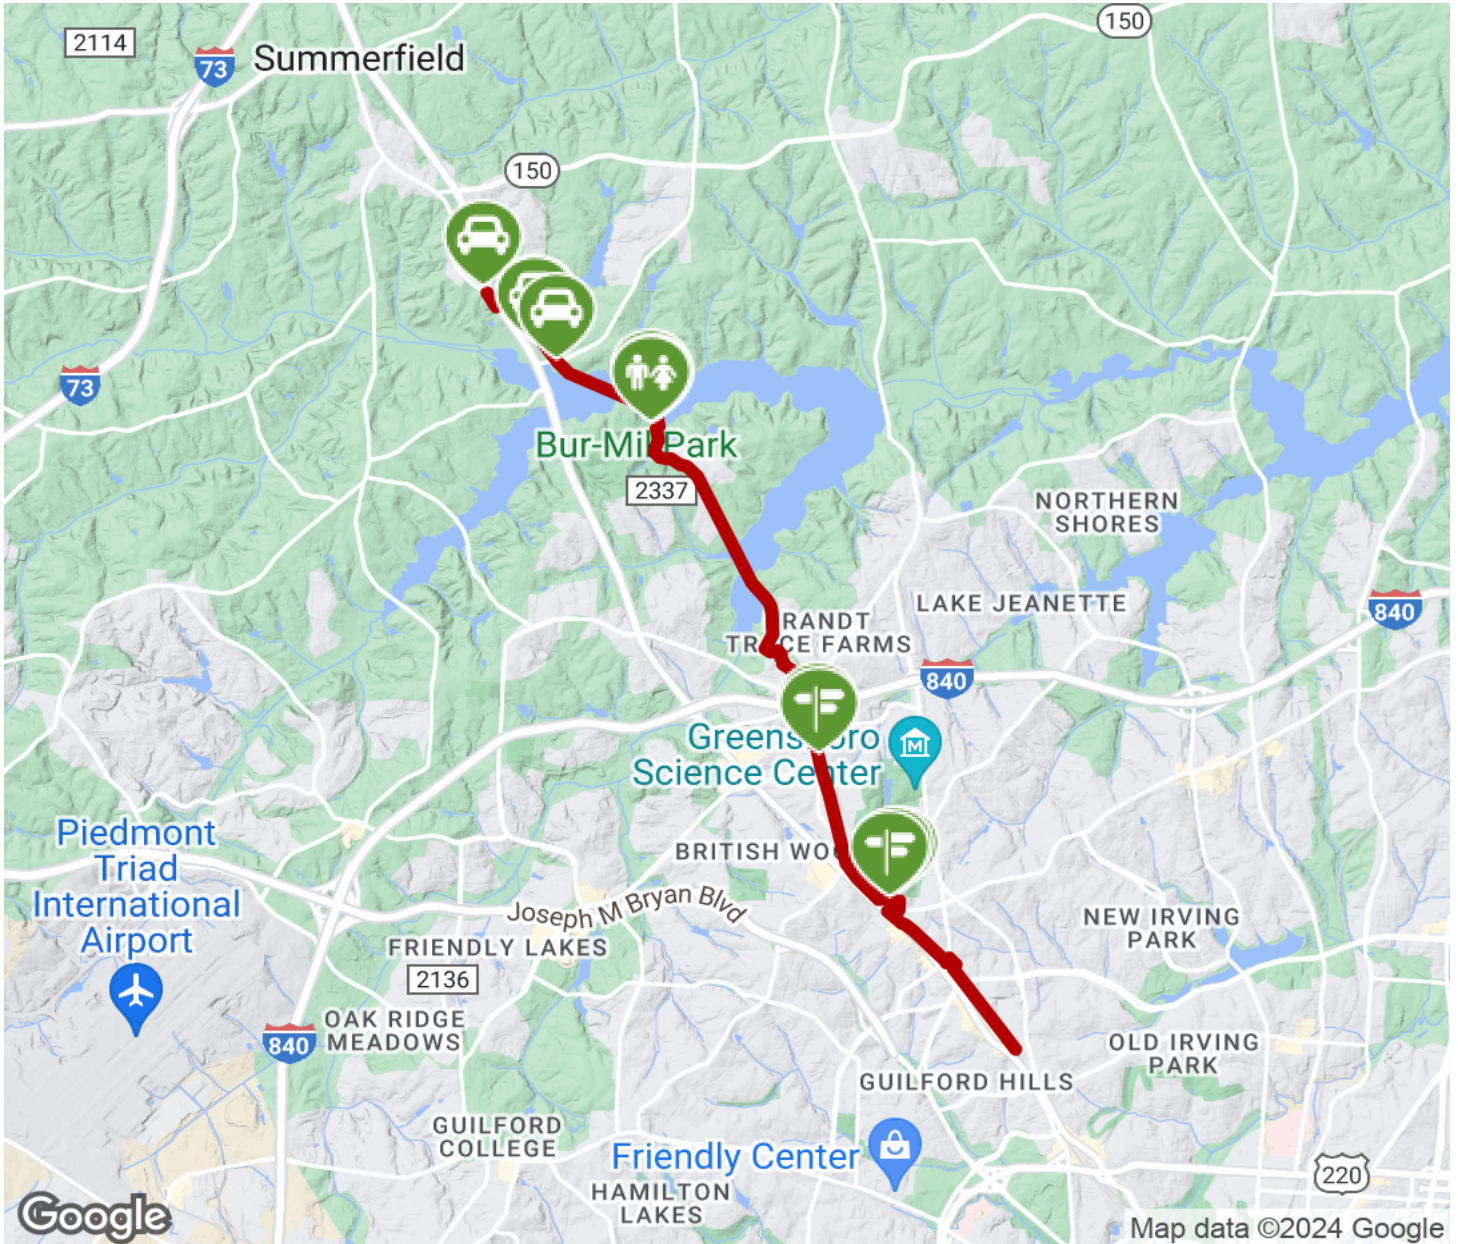 2114
73
Summerfield
150
150
73
Bur-Mil Park
2337
NORTHERN
SHORES
LAKE JEANETTE
840
RANDT
TRACE FARMS
840
Greensboro
Science Center
M
Piedmont
Triad
International
Airport
BRITISH WOO
Joseph M Bryan Blvd
FRIENDLY LAKES
2136
NEW IRVING
PARK
OAK RIDGE
MEADOWS
840
OLD IRVING
PARK
GUILFORD HILLS
GUILFORD
COLLEGE
Friendly Center
HAMILTON
LAKES
220
Google
Map data ©2024 Google